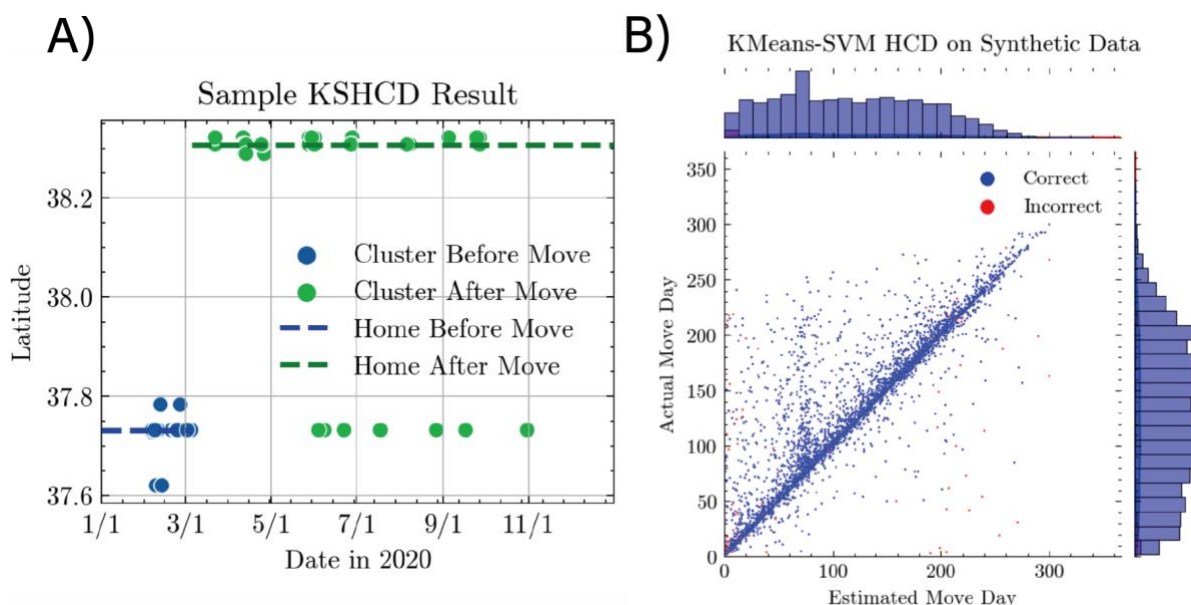 A)
Sample KSHCD Result
Latitude
38.2
38.0
37.8
37.6
Cluster Before Move
Cluster After Move
Home Before Move
Home After Move
1/1 3/1 5/1 7/1 9/1 11/1
Date in 2020
B)
KMeans-SVM HCD on Synthetic Data
Actual Move Day
350
300
250
200
150
100
50
0
Correct
Incorrect
0 100 200 300
Estimated Move Day